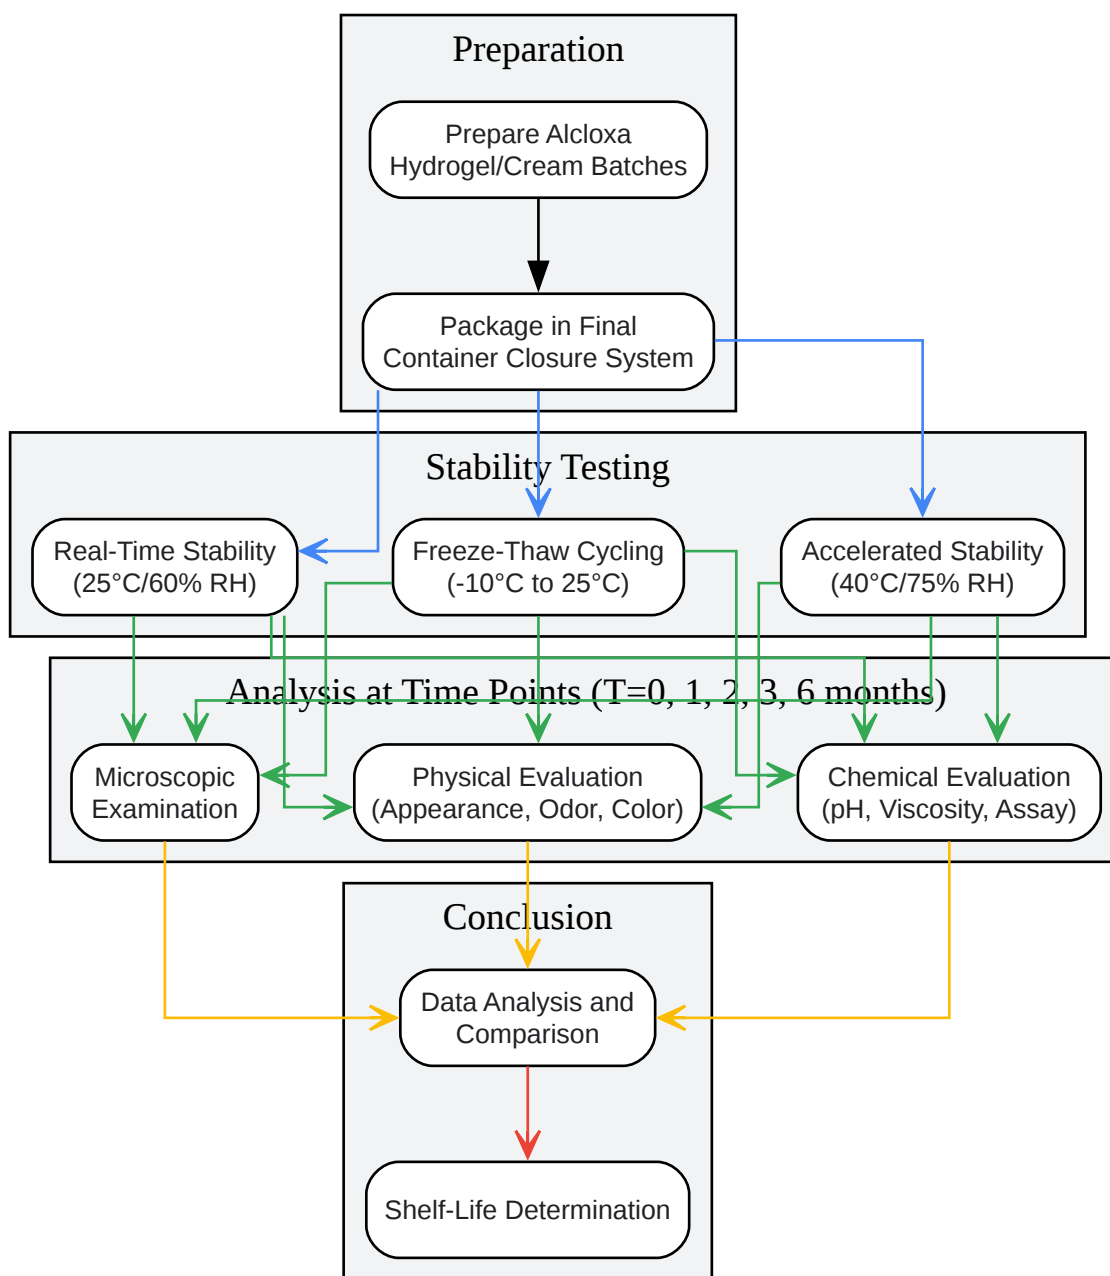 Preparation
Prepare Alcloxa
Hydrogel/Cream Batches
Package in Final
Container Closure System
Stability Testing
Real-Time Stability
(25°C/60% RH)
Freeze-Thaw Cycling
(-10°C to 25°C)
Accelerated Stability
(40°C/75% RH)
Analysis at Time Points (T=0, 1, 2, 3, 6 months)
Microscopic
Examination
Physical Evaluation
(Appearance, Odor, Color)
Chemical Evaluation
(pH, Viscosity, Assay)
Conclusion
Data Analysis and
Comparison
Shelf-Life Determination